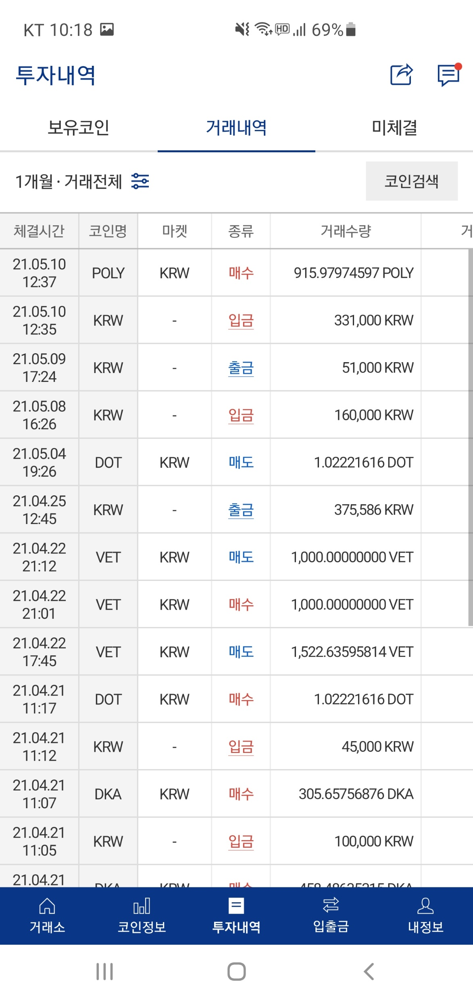 KT 10:18 HD 69%
투자내역
보유코인 거래내역 미체결
1개월 · 거래전체 코인검색
체결시간 코인명 마켓 종류 거래수량 거
21.05.10 12:37 POLY KRW 매수 915.97974597 POLY
21.05.10 12:35 KRW - 입금 331,000 KRW
21.05.09 17:24 KRW - 출금 51,000 KRW
21.05.08 16:26 KRW - 입금 160,000 KRW
21.05.04 19:26 DOT KRW 매도 1.02221616 DOT
21.04.25 12:45 KRW - 출금 375,586 KRW
21.04.22 21:12 VET KRW 매도 1,000.00000000 VET
21.04.22 21:01 VET KRW 매수 1,000.00000000 VET
21.04.22 17:45 VET KRW 매도 1,522.63595814 VET
21.04.21 11:17 DOT KRW 매수 1.02221616 DOT
21.04.21 11:12 KRW - 입금 45,000 KRW
21.04.21 11:07 DKA KRW 매수 305.65756876 DKA
21.04.21 11:05 KRW - 입금 100,000 KRW
21.04.21 DKA KRW 매수
거래소 코인정보 투자내역 입출금 내정보